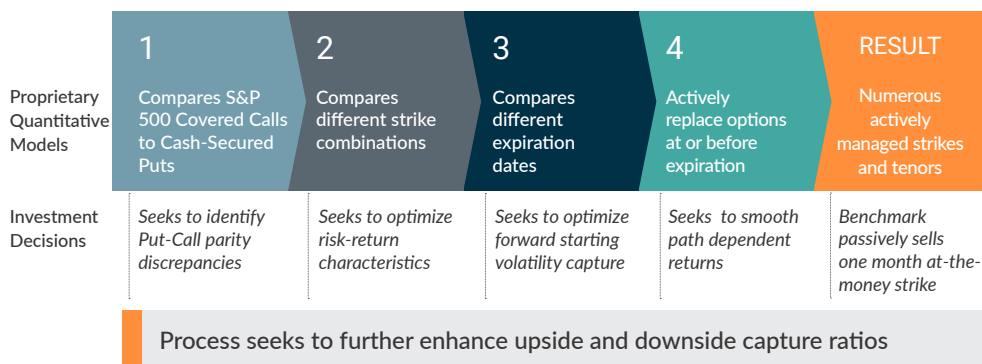 1
2
3
4
RESULT
Proprietary
Quantitative
Models
Compares S&P
500 Covered Calls
to Cash-Secured
Puts
Compares
different strike
combinations
Compares
different
expiration
dates
Actively
replace options
at or before
expiration
Numerous
actively
managed strikes
and tenors
Investment
Decisions
Seeks to identify
Put-Call parity
discrepancies
Seeks to optimize
risk-return
characteristics
Seeks to optimize
forward starting
volatility capture
Seeks to smooth
path dependent
returns
Benchmark
passively sells
one month at-the-
money strike
Process seeks to further enhance upside and downside capture ratios